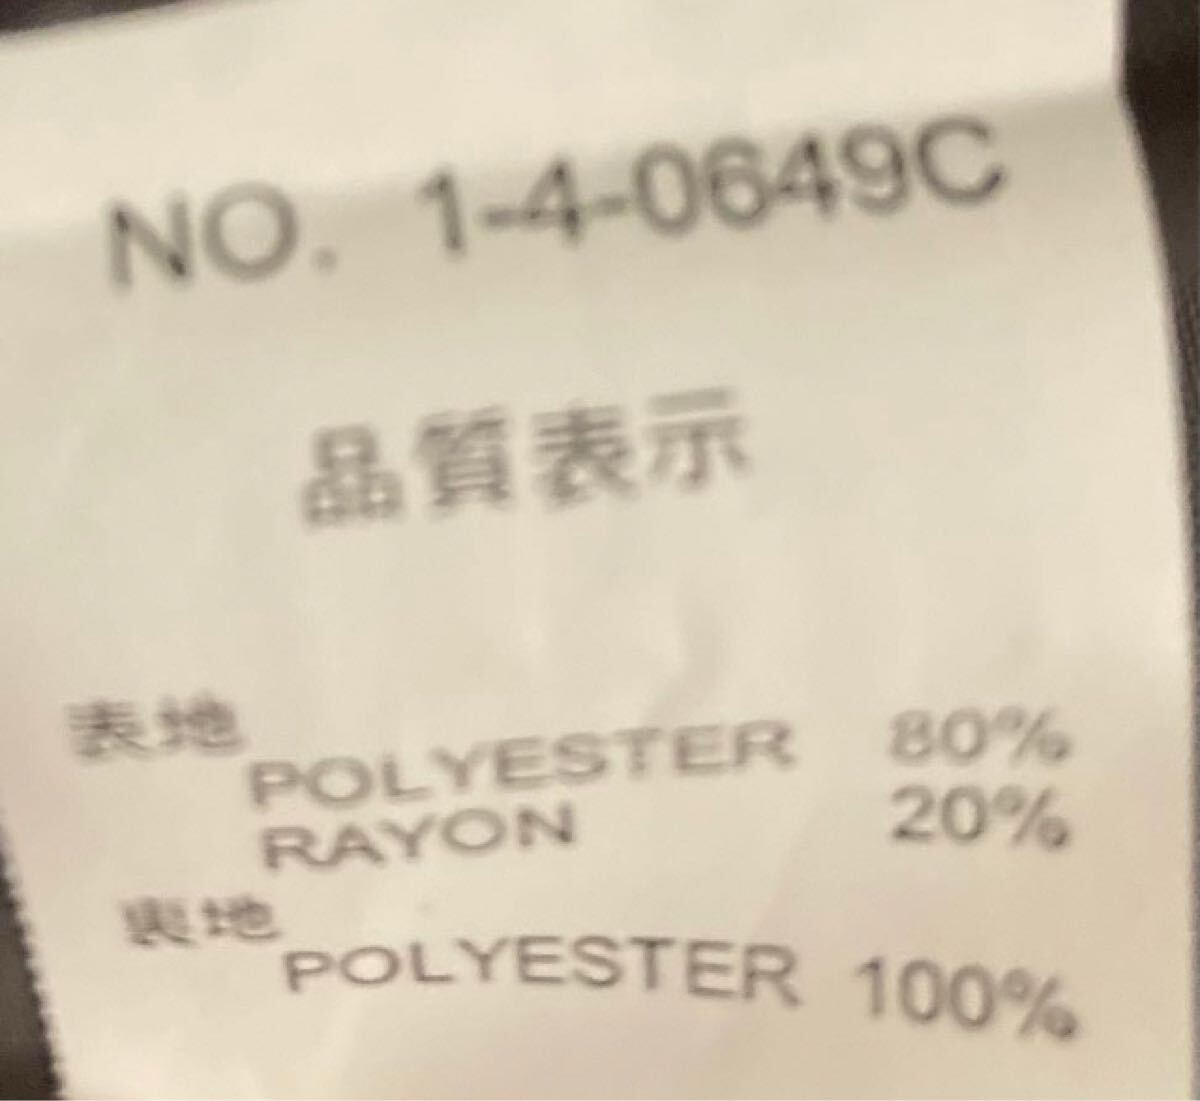 NO. 1-4-0649C
品質表示
表地
POLYESTER 80%
RAYON 20%
裏地
POLYESTER 100%